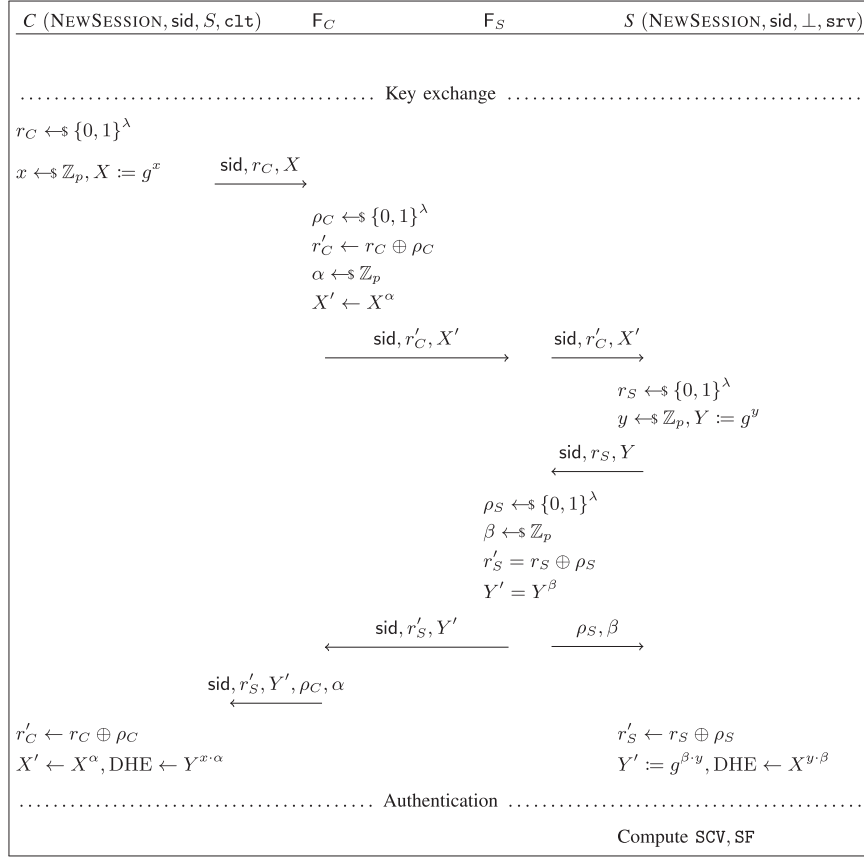 C (NEWSESSION, sid, S, clt) F_C F_S S (NEWSESSION, sid, ⊥, srv)
Key exchange
r_C ←$ {0, 1}^λ
x ←$ ℤ_p, X := g^x sid, r_C, X
ρ_C ←$ {0, 1}^λ
r'_C ← r_C ⊕ ρ_C
α ←$ ℤ_p
X' ← X^α
sid, r'_C, X' sid, r'_C, X'
r_S ←$ {0, 1}^λ
y ←$ ℤ_p, Y := g^y
sid, r_S, Y
ρ_S ←$ {0, 1}^λ
β ←$ ℤ_p
r'_S = r_S ⊕ ρ_S
Y' = Y^β
sid, r'_S, Y' ρ_S, β
sid, r'_S, Y', ρ_C, α
r'_C ← r_C ⊕ ρ_C r'_S ← r_S ⊕ ρ_S
X' ← X^α, DHE ← Y^{x·α} Y' := g^{β·y}, DHE ← X^{y·β}
Authentication
Compute SCV, SF